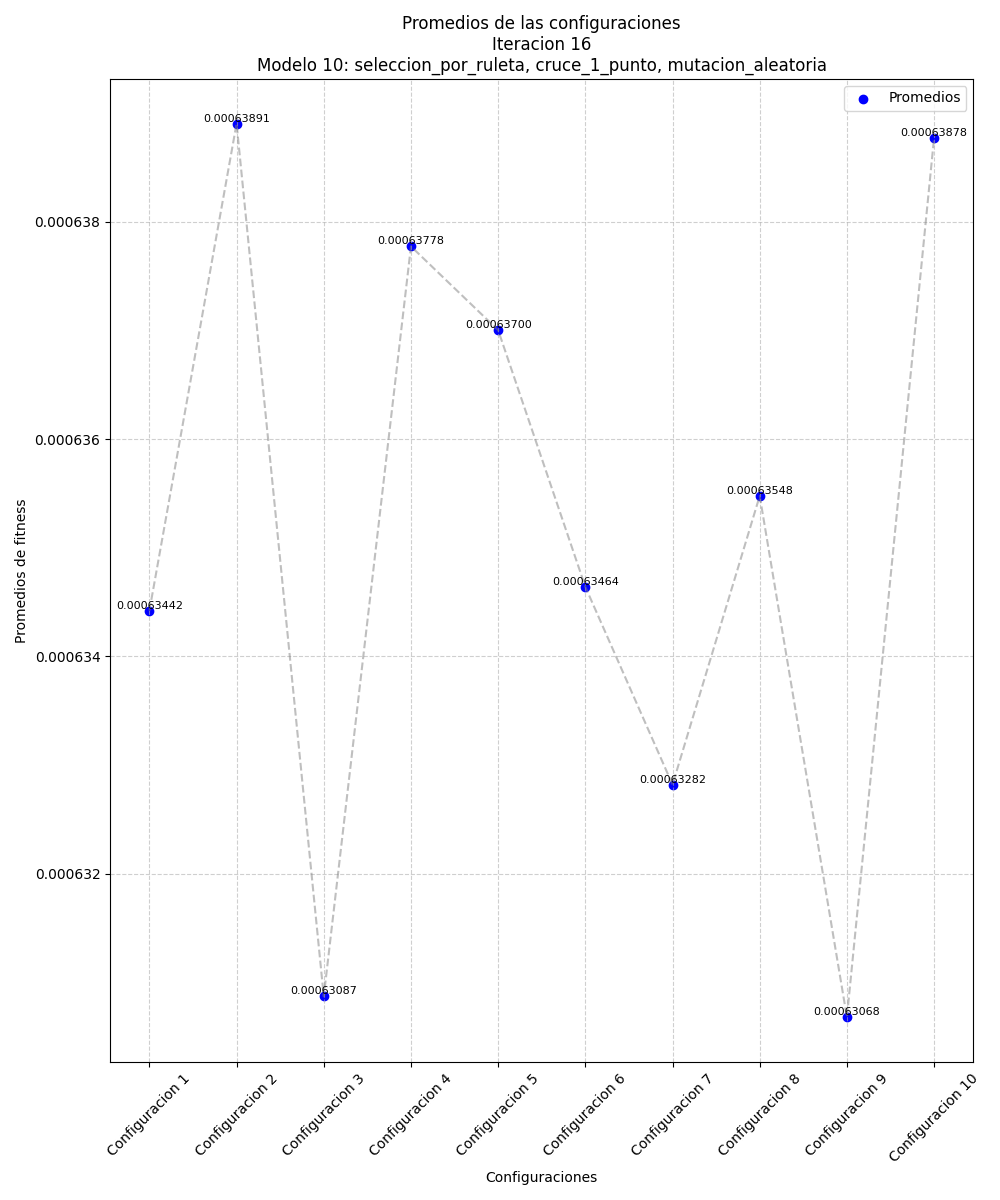 Promedios de las configuraciones
Iteracion 16
Modelo 10: seleccion_por_ruleta, cruce_1_punto, mutacion_aleatoria
Promedios
0.00063891
0.00063878
0.000638
0.00063778
0.00063700
0.000636
0.00063548
0.00063464
0.00063442
0.000634
0.00063282
0.000632
0.00063087
0.00063068
Promedios de fitness
Configuracion 1
Configuracion 2
Configuracion 3
Configuracion 4
Configuracion 5
Configuracion 6
Configuracion 7
Configuracion 8
Configuracion 9
Configuracion 10
Configuraciones